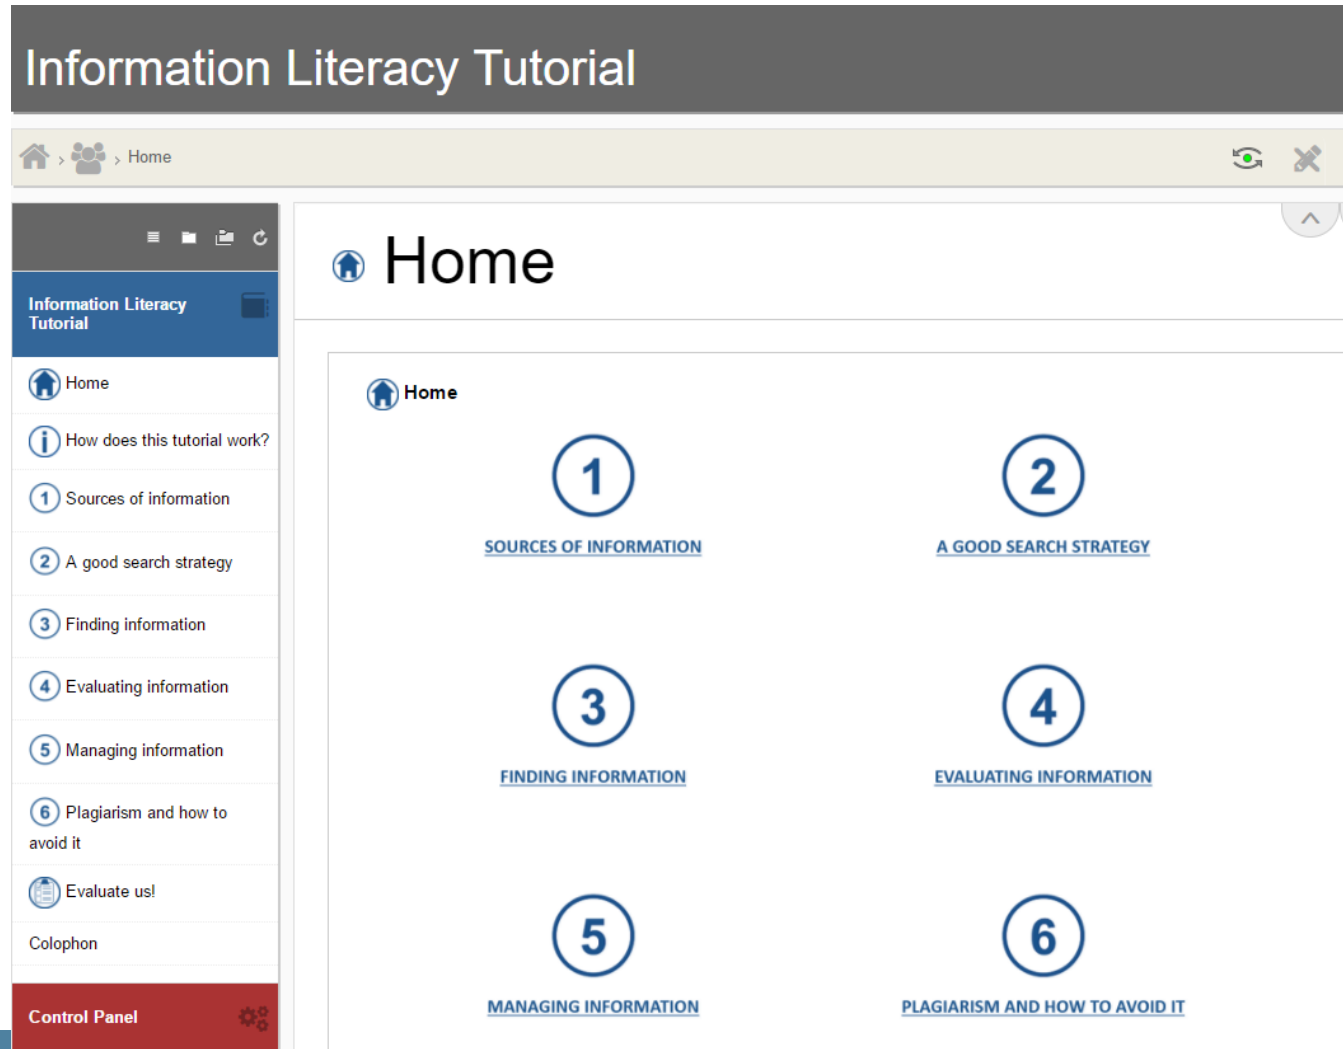 Information Literacy Tutorial
Home
Information Literacy
Tutorial
Home
How does this tutorial work?
1 Sources of information
2 A good search strategy
3 Finding information
4 Evaluating information
5 Managing information
6 Plagiarism and how to
avoid it
Evaluate us!
Colophon
Control Panel
Home
Home
1
2
SOURCES OF INFORMATION
A GOOD SEARCH STRATEGY
3
4
FINDING INFORMATION
EVALUATING INFORMATION
5
6
MANAGING INFORMATION
PLAGIARISM AND HOW TO AVOID IT